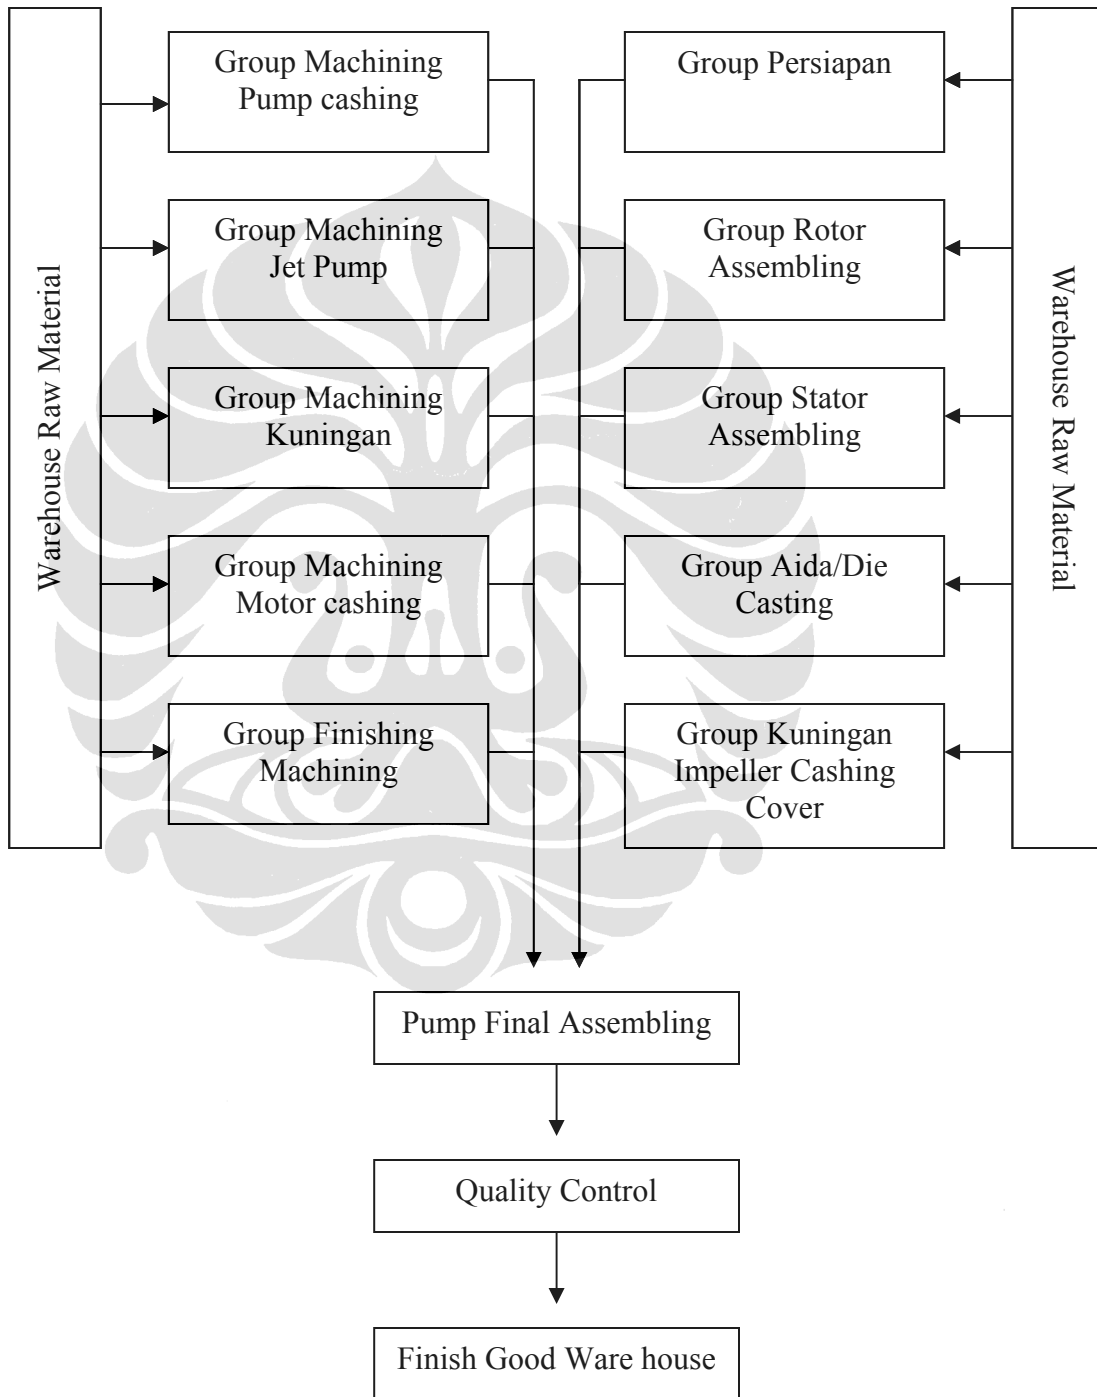 Warehouse Raw Material
Group Machining
Pump cashing
Group Machining
Jet Pump
Group Machining
Kuningan
Group Machining
Motor cashing
Group Finishing
Machining
Group Persiapan
Group Rotor
Assembling
Group Stator
Assembling
Group Aida/Die
Casting
Group Kuningan
Impeller Cashing
Cover
Warehouse Raw Material
Pump Final Assembling
Quality Control
Finish Good Ware house